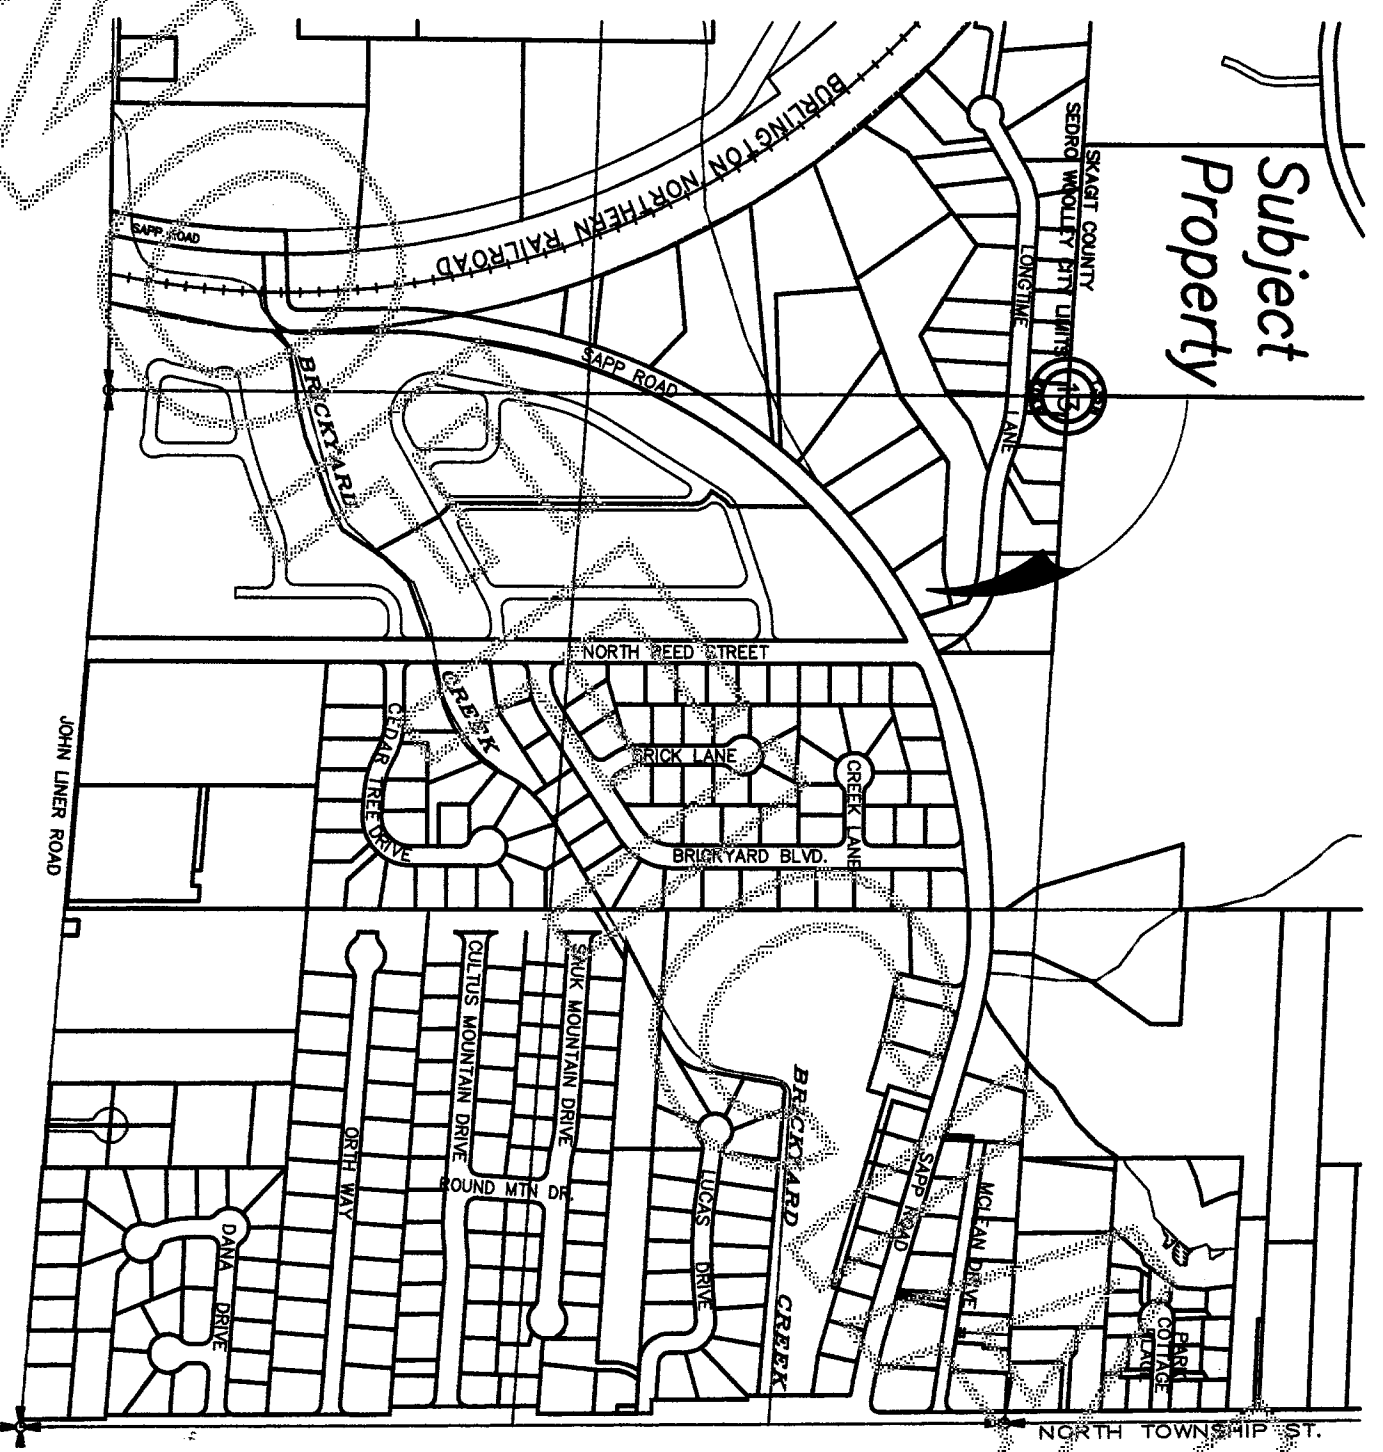 Subject
Property
SKAGIT COUNTY
SEDRO WOOLLEY CITY LIMITS
BURLINGTON NORTHERN RAILROAD
LONGTIME LANE
13
SAPP ROAD
SAPP ROAD
BRICKYARD CREEK
NORTH REED STREET
CEDAR TREE DRIVE
BRICK LANE
CREEK LANE
BRICKYARD BLVD.
JOHN LINER ROAD
CULTUS MOUNTAIN DRIVE
SAUK MOUNTAIN DRIVE
ORTH WAY
ROUND MTN DR.
LUCAS DRIVE
BRICKYARD CREEK
SAPP ROAD
MCLEAN DRIVE
DANA DRIVE
PARK
COTTAGE
PLACE
NORTH TOWNSHIP ST.